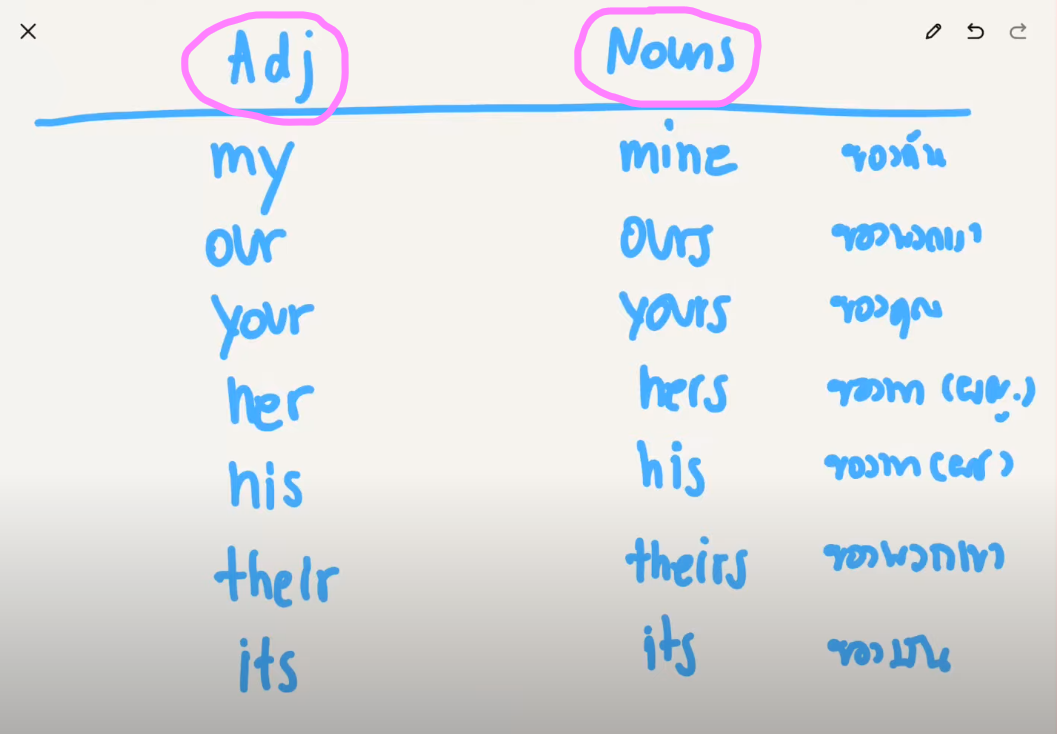 Adj Nouns
my mine ของฉัน
our ours ของพวกเรา
your yours ของคุณ
her hers ของเขา (ผญ.)
his his ของเขา (ผช)
their theirs ของพวกเขา
its its ของมัน